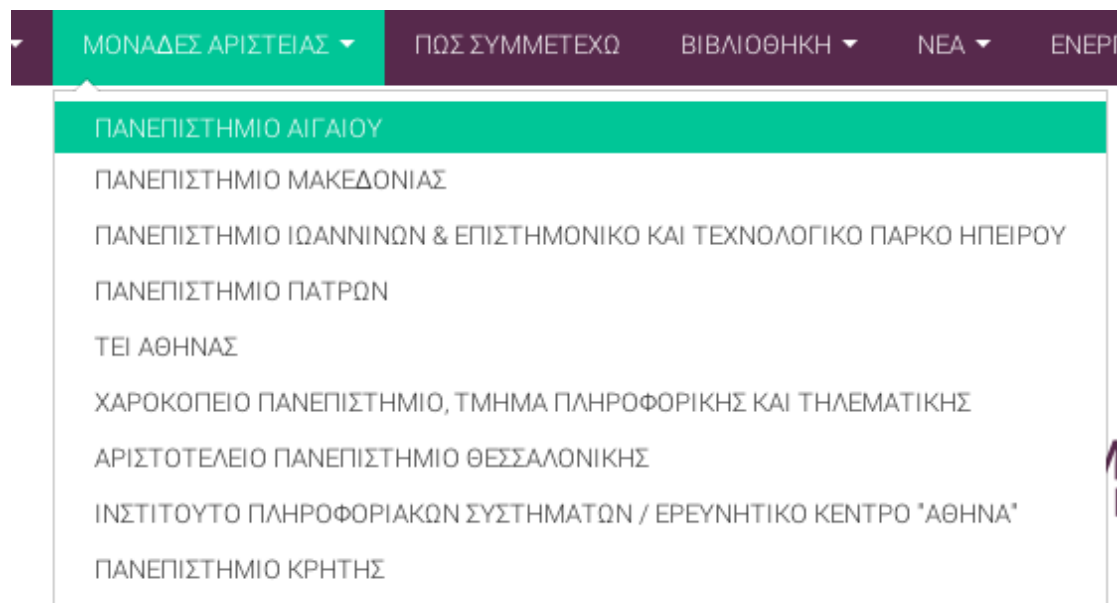 ΜΟΝΑΔΕΣ ΑΡΙΣΤΕΙΑΣ ΠΩΣ ΣΥΜΜΕΤΕΧΩ ΒΙΒΛΙΟΘΗΚΗ ΝΕΑ
ΠΑΝΕΠΙΣΤΗΜΙΟ ΑΙΓΑΙΟΥ
ΠΑΝΕΠΙΣΤΗΜΙΟ ΜΑΚΕΔΟΝΙΑΣ
ΠΑΝΕΠΙΣΤΗΜΙΟ ΙΩΑΝΝΙΝΩΝ & ΕΠΙΣΤΗΜΟΝΙΚΟ ΚΑΙ ΤΕΧΝΟΛΟΓΙΚΟ ΠΑΡΚΟ ΗΠΕΙΡΟΥ
ΠΑΝΕΠΙΣΤΗΜΙΟ ΠΑΤΡΩΝ
ΤΕΙ ΑΘΗΝΑΣ
ΧΑΡΟΚΟΠΕΙΟ ΠΑΝΕΠΙΣΤΗΜΙΟ, ΤΜΗΜΑ ΠΛΗΡΟΦΟΡΙΚΗΣ ΚΑΙ ΤΗΛΕΜΑΤΙΚΗΣ
ΑΡΙΣΤΟΤΕΛΕΙΟ ΠΑΝΕΠΙΣΤΗΜΙΟ ΘΕΣΣΑΛΟΝΙΚΗΣ
ΙΝΣΤΙΤΟΥΤΟ ΠΛΗΡΟΦΟΡΙΑΚΩΝ ΣΥΣΤΗΜΑΤΩΝ / ΕΡΕΥΝΗΤΙΚΟ ΚΕΝΤΡΟ "ΑΘΗΝΑ"
ΠΑΝΕΠΙΣΤΗΜΙΟ ΚΡΗΤΗΣ